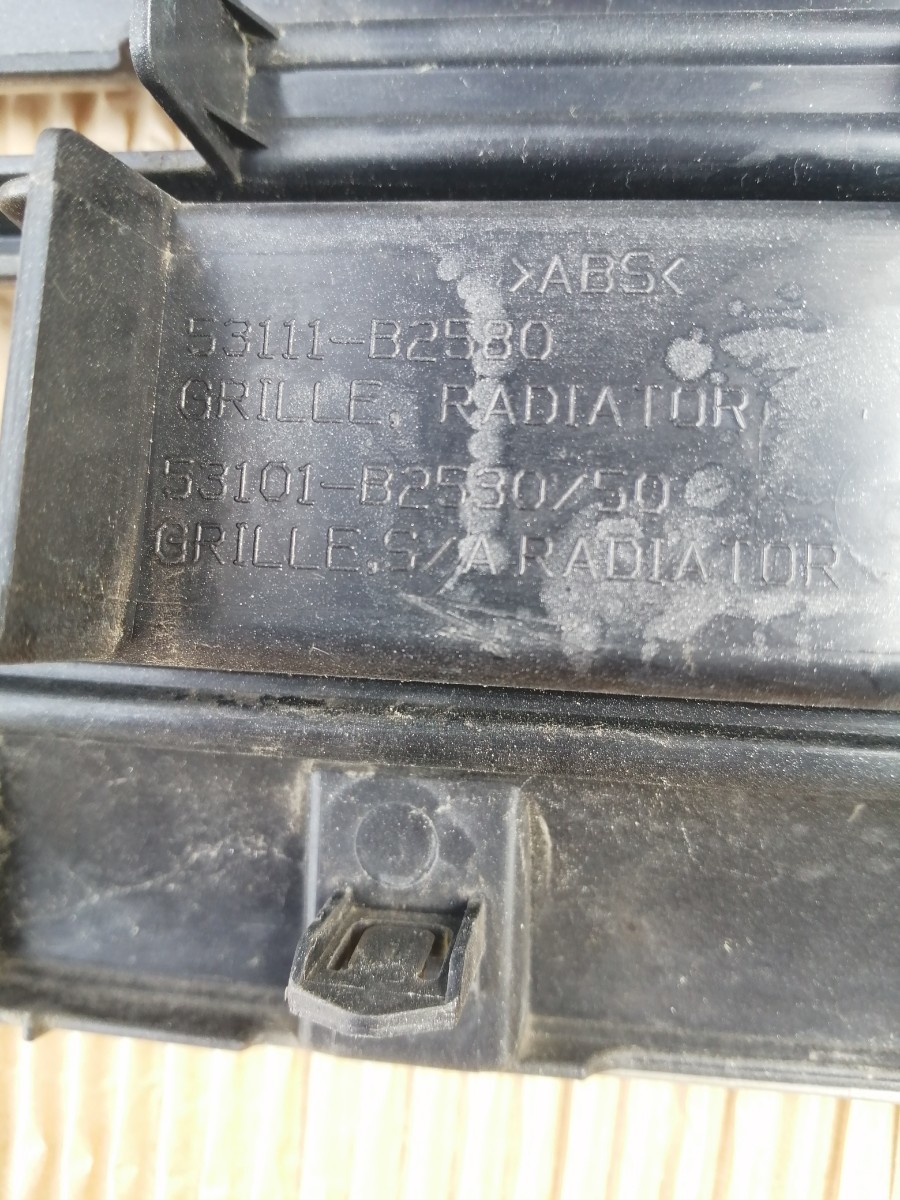 >ABS<
53111-B2580
GRILLE, RADIATOR
53101-B2530/50
GRILLE,S/A RADIATOR